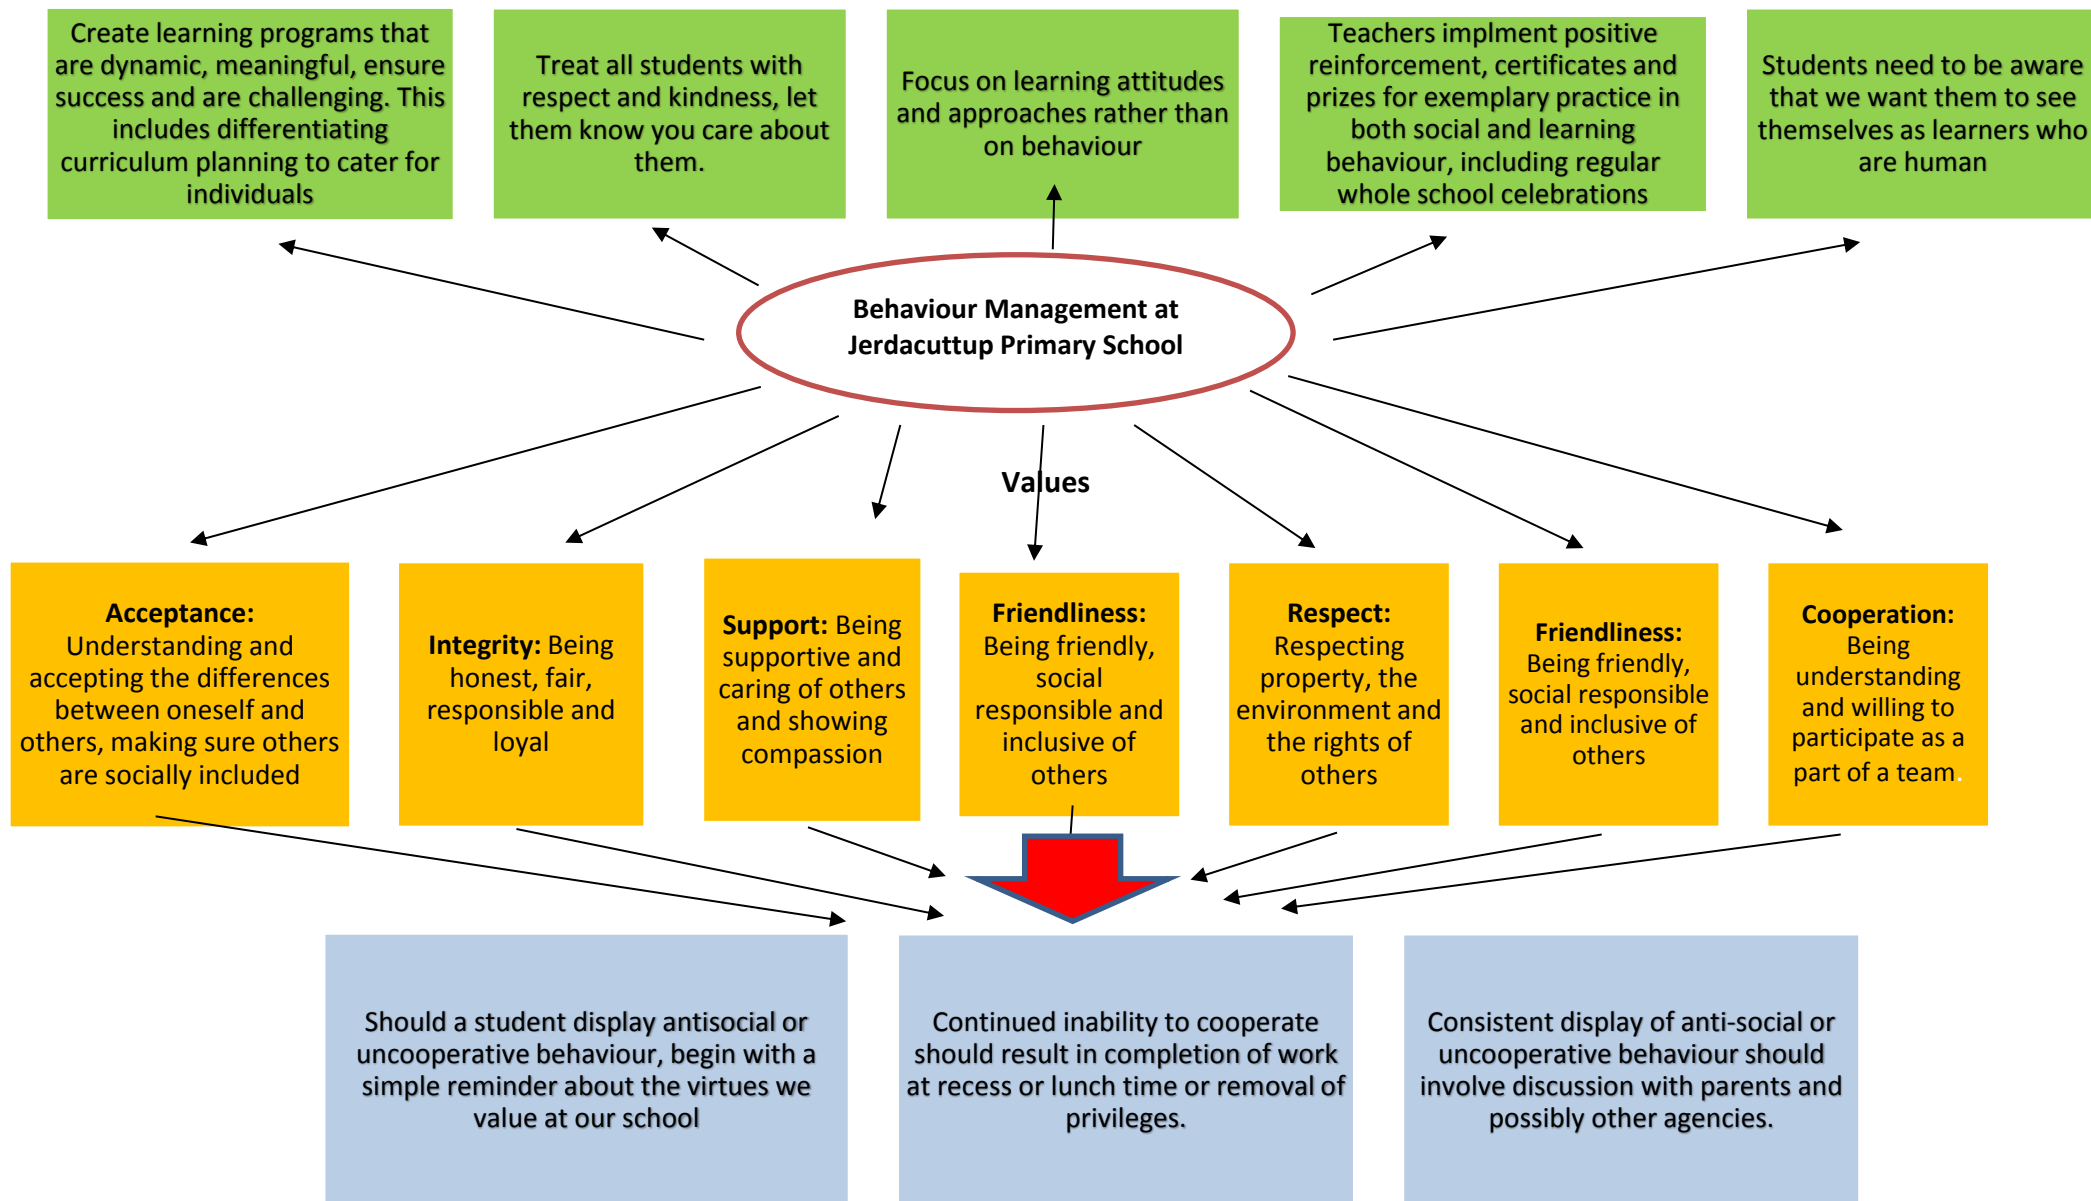 Create learning programs that
are dynamic, meaningful, ensure
success and are challenging. This
includes differentiating
curriculum planning to cater for
individuals
Treat all students with
respect and kindness, let
them know you care about
them.
Focus on learning attitudes
and approaches rather than
on behaviour
Teachers implment positive
reinforcement, certificates and
prizes for exemplary practice in
both social and learning
behaviour, including regular
whole school celebrations
Students need to be aware
that we want them to see
themselves as learners who
are human
Behaviour Management at
Jerdacuttup Primary School
Values
Acceptance:
Understanding and
accepting the differences
between oneself and
others, making sure others
are socially included
Integrity: Being
honest, fair,
responsible and
loyal
Support: Being
supportive and
caring of others
and showing
compassion
Friendliness:
Being friendly,
social
responsible and
inclusive of
others
Respect:
Respecting
property, the
environment and
the rights of
others
Friendliness:
Being friendly,
social responsible
and inclusive of
others
Cooperation:
Being
understanding
and willing to
participate as a
part of a team.
Should a student display antisocial or
uncooperative behaviour, begin with a
simple reminder about the virtues we
value at our school
Continued inability to cooperate
should result in completion of work
at recess or lunch time or removal of
privileges.
Consistent display of anti-social or
uncooperative behaviour should
involve discussion with parents and
possibly other agencies.